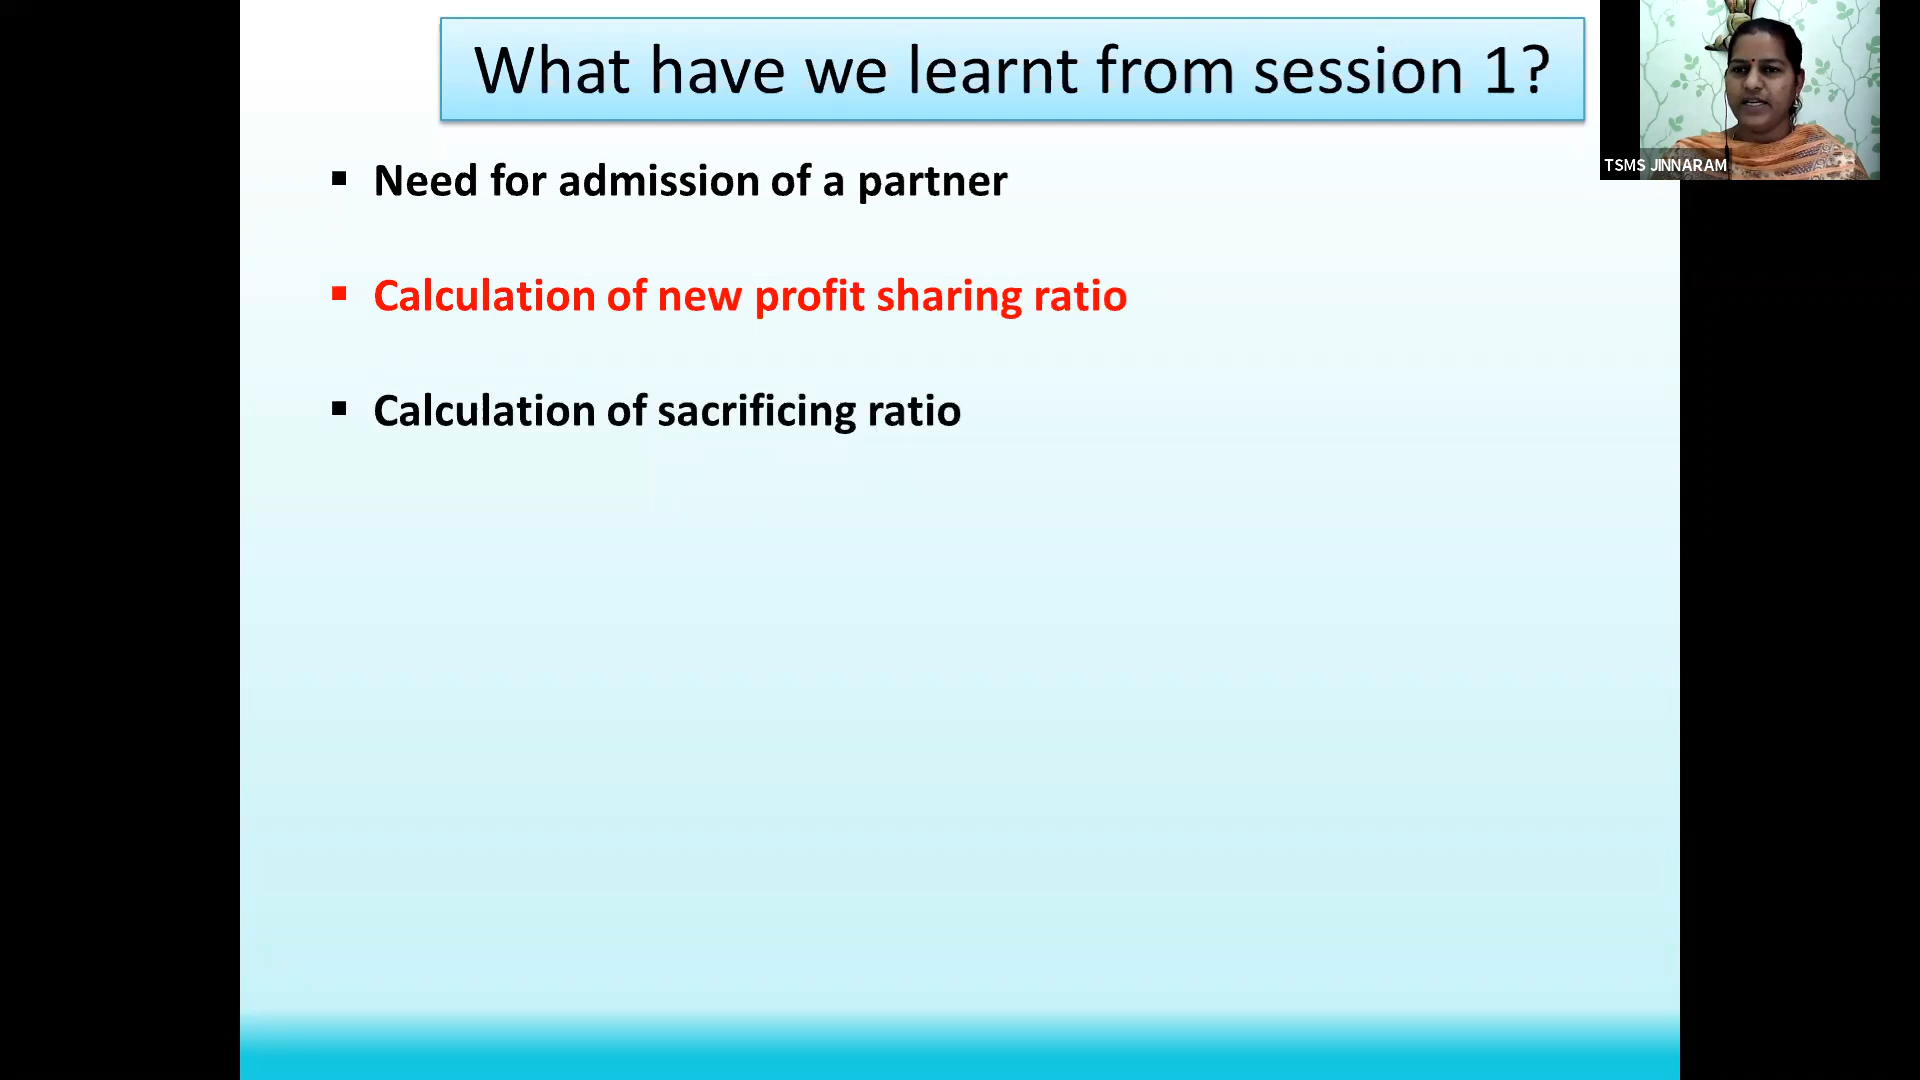 What have we learnt from session 1?
TSMS JINNARAM
▪ Need for admission of a partner
▪ Calculation of new profit sharing ratio
▪ Calculation of sacrificing ratio